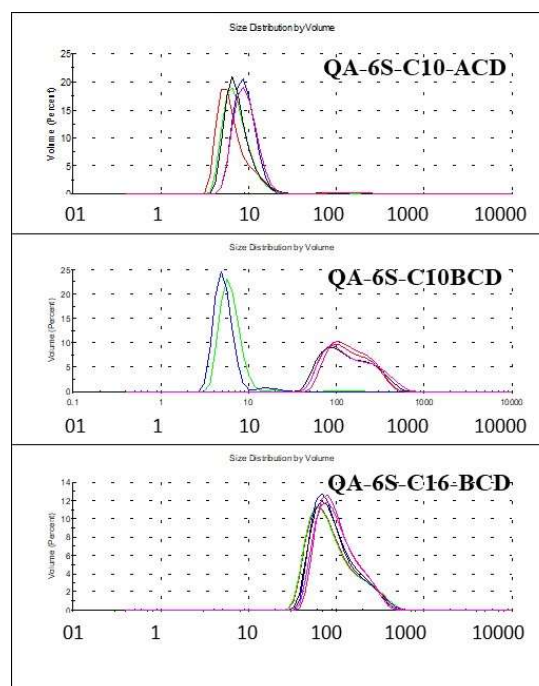 Size Distribution by Volume
QA-6S-C10-ACD
Volume (Percent)
25
20
15
10
5
0
01 1 10 100 1000 10000
Size Distribution by Volume
QA-6S-C10BCD
Volume (Percent)
25
20
15
10
5
0
0.1 1 10 100 1000 10000
01 1 10 100 1000 10000
Size Distribution by Volume
QA-6S-C16-BCD
Volume (Percent)
14
12
10
8
6
4
2
0
01 1 10 100 1000 10000